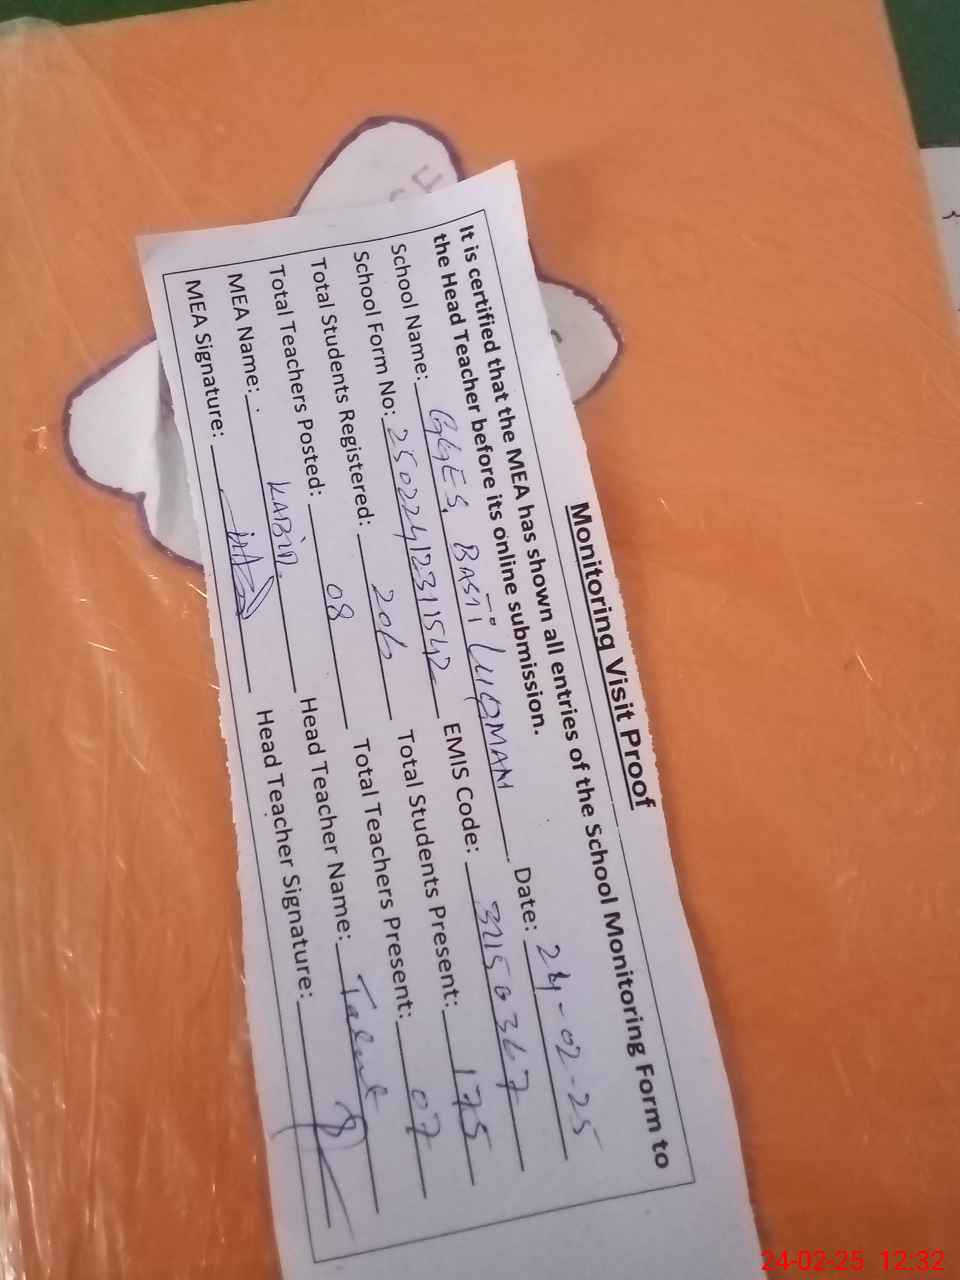 Monitoring Visit Proof
It is certified that the MEA has shown all entries of the School Monitoring Form to
the Head Teacher before its online submission.
School Name: GGES. BASTI LUQMAN Date: 24-02-25
School Form No: 25022412311542 EMIS Code: 32150367
Total Students Registered: 206 Total Students Present: 175
Total Teachers Posted: 08 Total Teachers Present: 07
MEA Name: KABIR. Head Teacher Name:
MEA Signature: Head Teacher Signature:
24-02-25 12:32